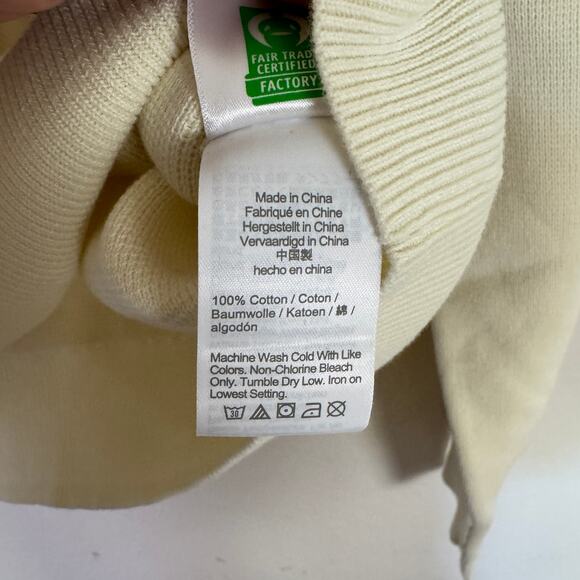 FAIR TRADE
CERTIFIED
FACTORY
Made in China
Fabriqué en Chine
Hergestellt in China
Vervaardigd in China
中国製
hecho en china
100% Cotton / Coton /
Baumwolle / Katoen / 綿 /
algodón
Machine Wash Cold With Like
Colors. Non-Chlorine Bleach
Only. Tumble Dry Low. Iron on
Lowest Setting.
30